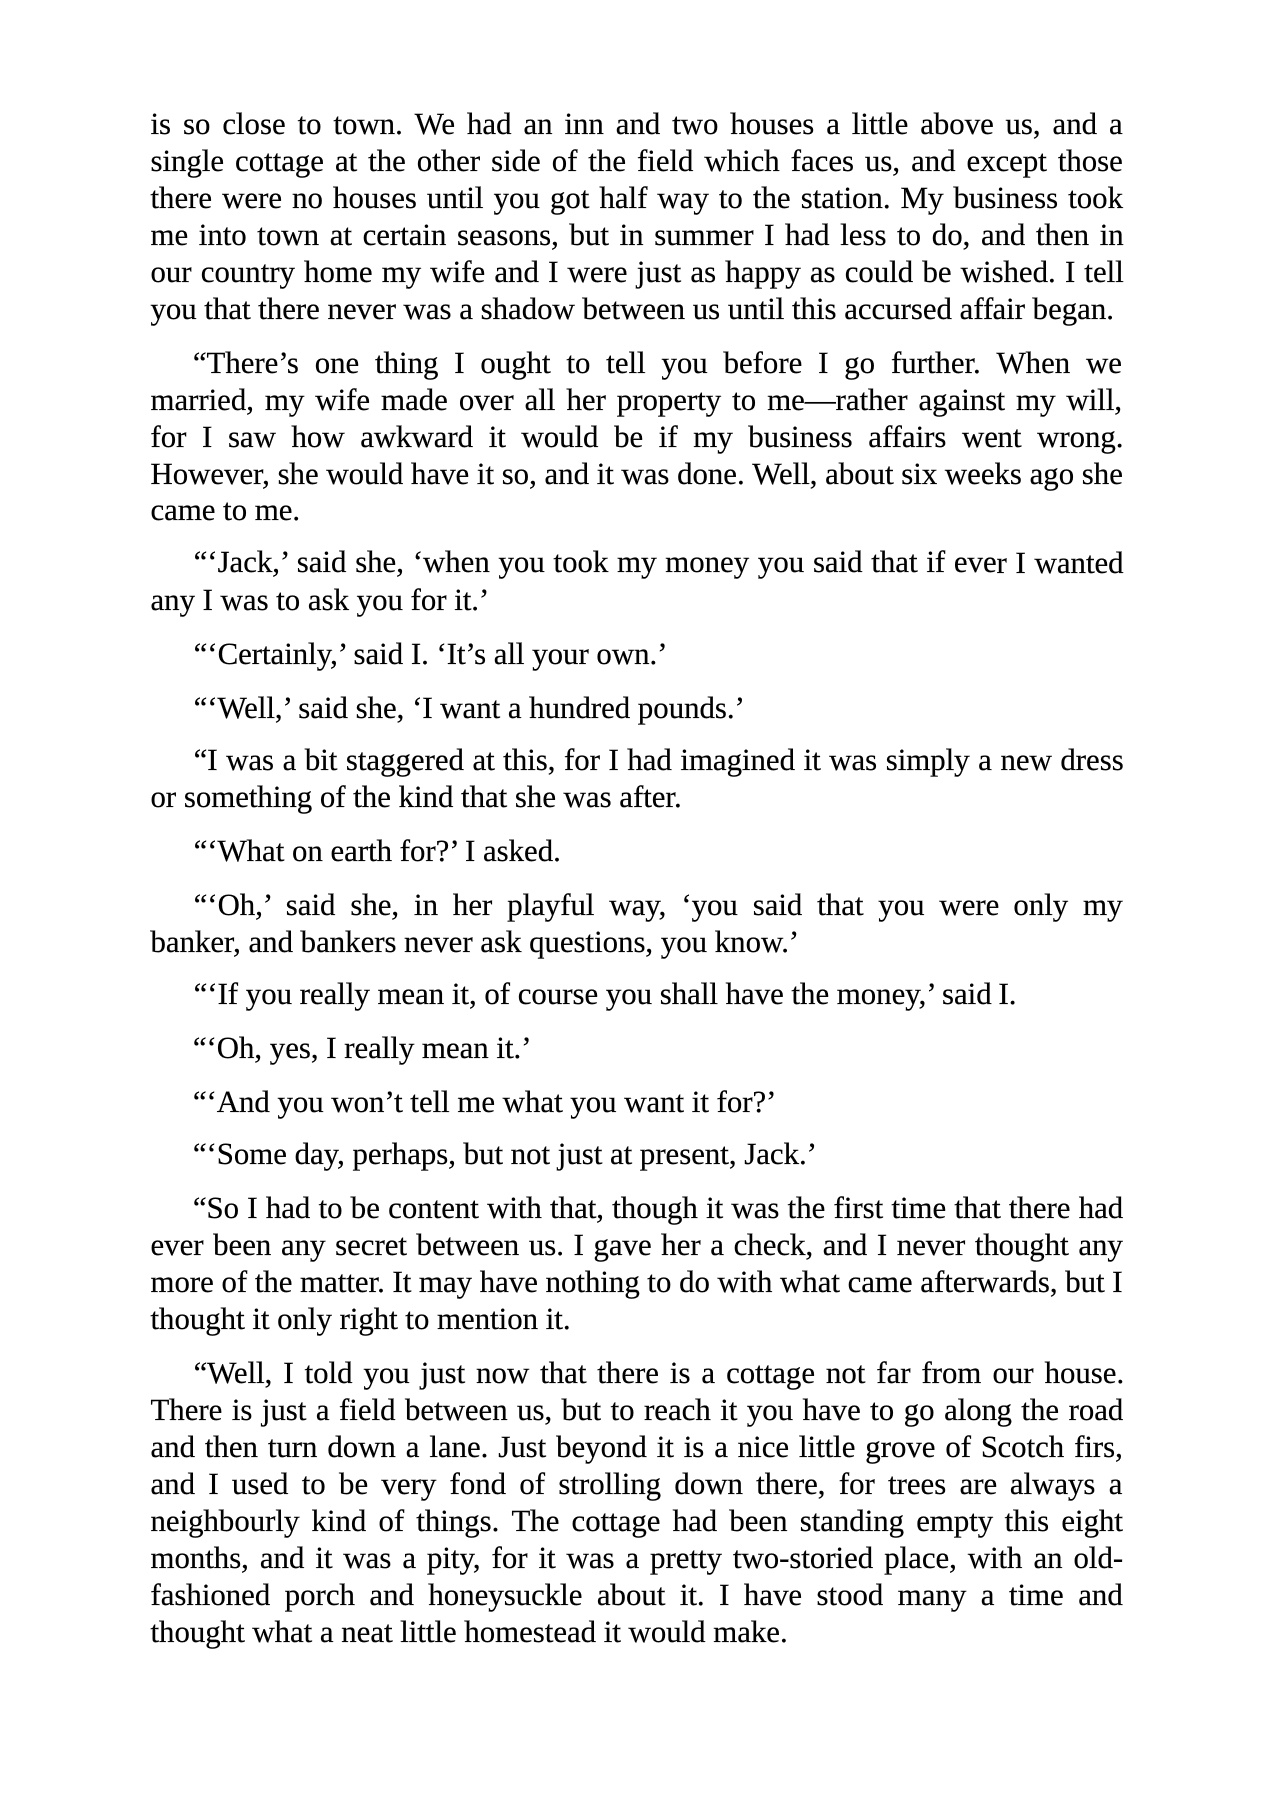 is so close to town. We had an inn and two houses a little above us, and a
single cottage at the other side of the field which faces us, and except those
there were no houses until you got half way to the station. My business took
me into town at certain seasons, but in summer I had less to do, and then in
our country home my wife and I were just as happy as could be wished. I tell
you that there never was a shadow between us until this accursed affair began.
“There’s one thing I ought to tell you before I go further. When we
married, my wife made over all her property to me—rather against my will,
for I saw how awkward it would be if my business affairs went wrong.
However, she would have it so, and it was done. Well, about six weeks ago she
came to me.
“‘Jack,’ said she, ‘when you took my money you said that if ever I wanted
any I was to ask you for it.’
“‘Certainly,’ said I. ‘It’s all your own.’
“‘Well,’ said she, ‘I want a hundred pounds.’
“I was a bit staggered at this, for I had imagined it was simply a new dress
or something of the kind that she was after.
“‘What on earth for?’ I asked.
“‘Oh,’ said she, in her playful way, ‘you said that you were only my
banker, and bankers never ask questions, you know.’
“‘If you really mean it, of course you shall have the money,’ said I.
“‘Oh, yes, I really mean it.’
“‘And you won’t tell me what you want it for?’
“‘Some day, perhaps, but not just at present, Jack.’
“So I had to be content with that, though it was the first time that there had
ever been any secret between us. I gave her a check, and I never thought any
more of the matter. It may have nothing to do with what came afterwards, but I
thought it only right to mention it.
“Well, I told you just now that there is a cottage not far from our house.
There is just a field between us, but to reach it you have to go along the road
and then turn down a lane. Just beyond it is a nice little grove of Scotch firs,
and I used to be very fond of strolling down there, for trees are always a
neighbourly kind of things. The cottage had been standing empty this eight
months, and it was a pity, for it was a pretty two-storied place, with an old-
fashioned porch and honeysuckle about it. I have stood many a time and
thought what a neat little homestead it would make.